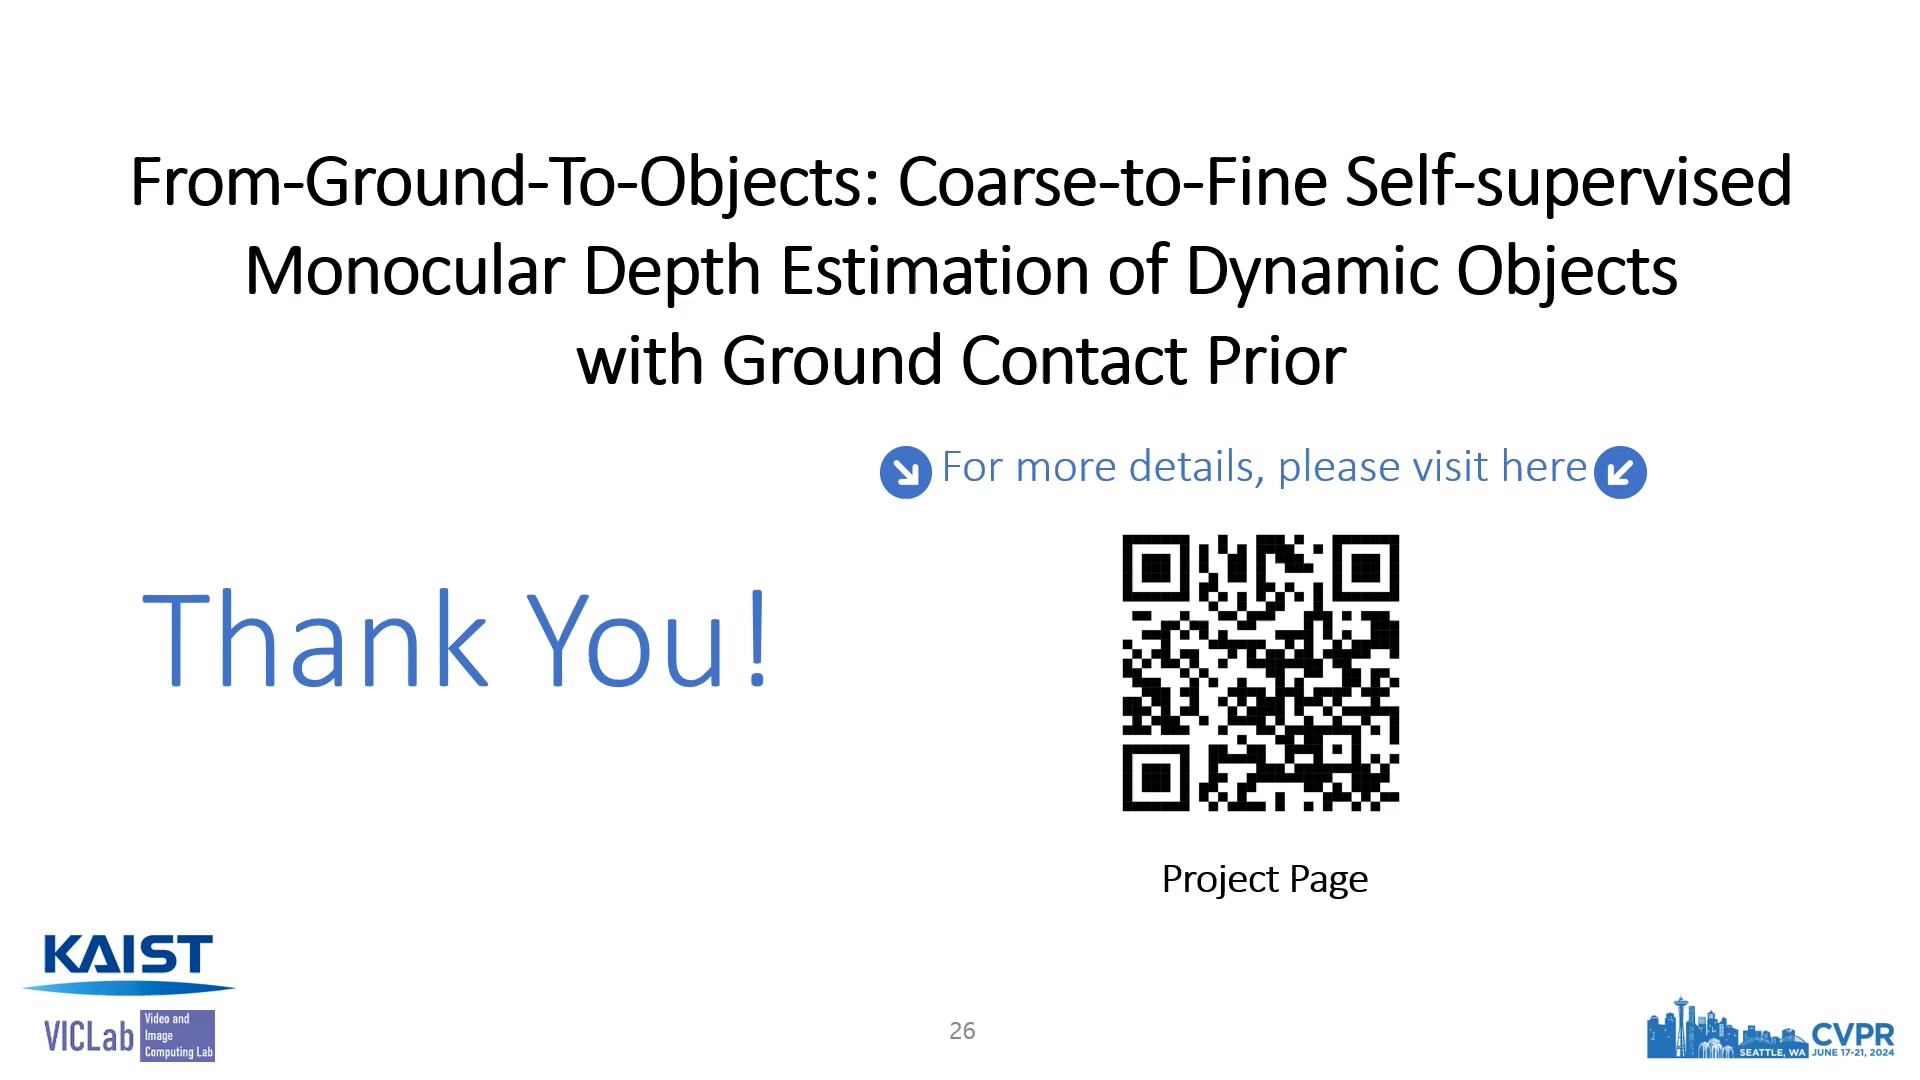 From-Ground-To-Objects: Coarse-to-Fine Self-supervised
Monocular Depth Estimation of Dynamic Objects
with Ground Contact Prior
For more details, please visit here
Thank You!
Project Page
KAIST
VICLab
Video and
Image
Computing Lab
26
CVPR
SEATTLE, WA
JUNE 17-21, 2024